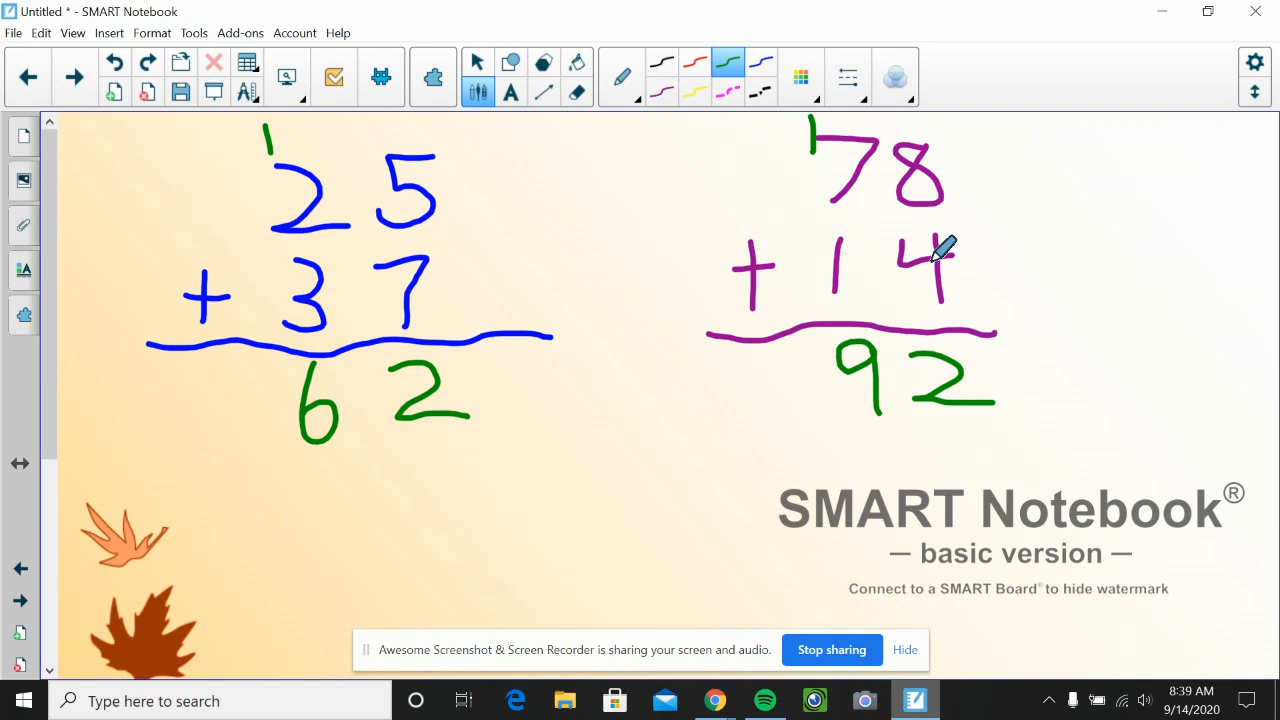 Untitled * - SMART Notebook
File Edit View Insert Format Tools Add-ons Account Help
1
25
+ 37
62
1
78
+ 14
92
SMART Notebook®
— basic version —
Connect to a SMART Board® to hide watermark
Awesome Screenshot & Screen Recorder is sharing your screen and audio. Stop sharing Hide
Type here to search
8:39 AM
9/14/2020